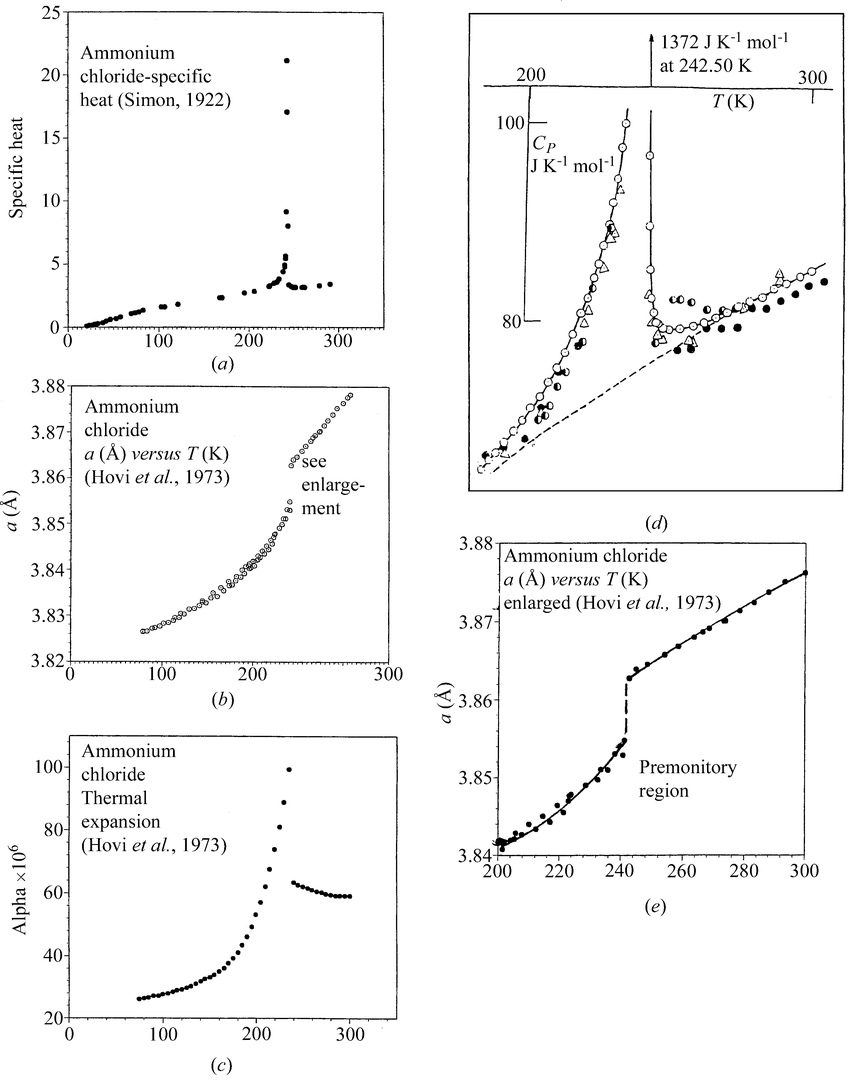 25
20
15
10
5
0
Specific heat
Ammonium
chloride-specific
heat (Simon, 1922)
0 100 200 300
(a)
3.88
3.87
3.86
3.85
3.84
3.83
3.82
a (Å)
Ammonium
chloride
a (Å) versus T (K)
(Hovi et al., 1973)
see
enlarge-
ment
0 100 200 300
(b)
100
80
60
40
20
Alpha ×10⁶
Ammonium
chloride
Thermal
expansion
(Hovi et al., 1973)
0 100 200 300
(c)
1372 J K⁻¹ mol⁻¹
at 242.50 K
200 300
T (K)
100
C_P
J K⁻¹ mol⁻¹
80
(d)
3.88
3.87
3.86
3.85
3.84
a (Å)
Ammonium chloride
a (Å) versus T (K)
enlarged (Hovi et al., 1973)
Premonitory
region
200 220 240 260 280 300
(e)